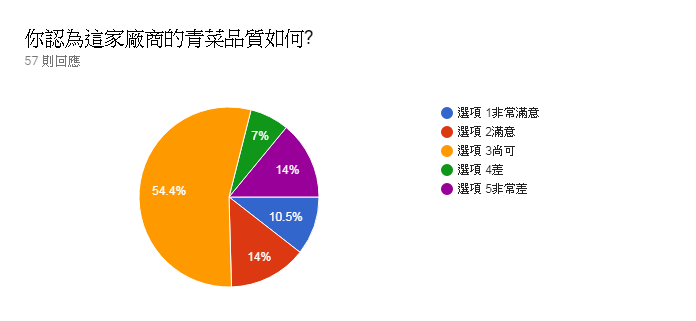 你認為這家廠商的青菜品質如何?
57 則回應
選項 1非常滿意
選項 2滿意
選項 3尚可
選項 4差
選項 5非常差
7%
14%
54.4%
10.5%
14%